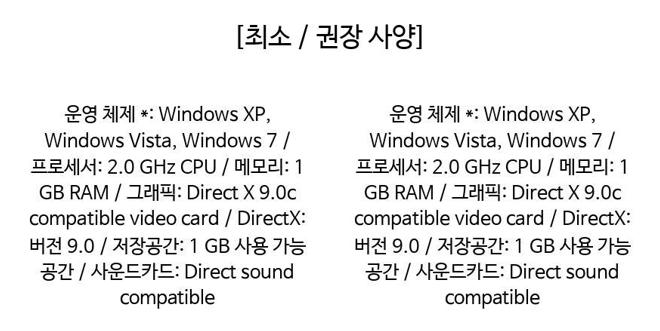 [최소 / 권장 사양]
운영 체제 *: Windows XP,
Windows Vista, Windows 7 /
프로세서: 2.0 GHz CPU / 메모리: 1
GB RAM / 그래픽: Direct X 9.0c
compatible video card / DirectX:
버전 9.0 / 저장공간: 1 GB 사용 가능
공간 / 사운드카드: Direct sound
compatible
운영 체제 *: Windows XP,
Windows Vista, Windows 7 /
프로세서: 2.0 GHz CPU / 메모리: 1
GB RAM / 그래픽: Direct X 9.0c
compatible video card / DirectX:
버전 9.0 / 저장공간: 1 GB 사용 가능
공간 / 사운드카드: Direct sound
compatible